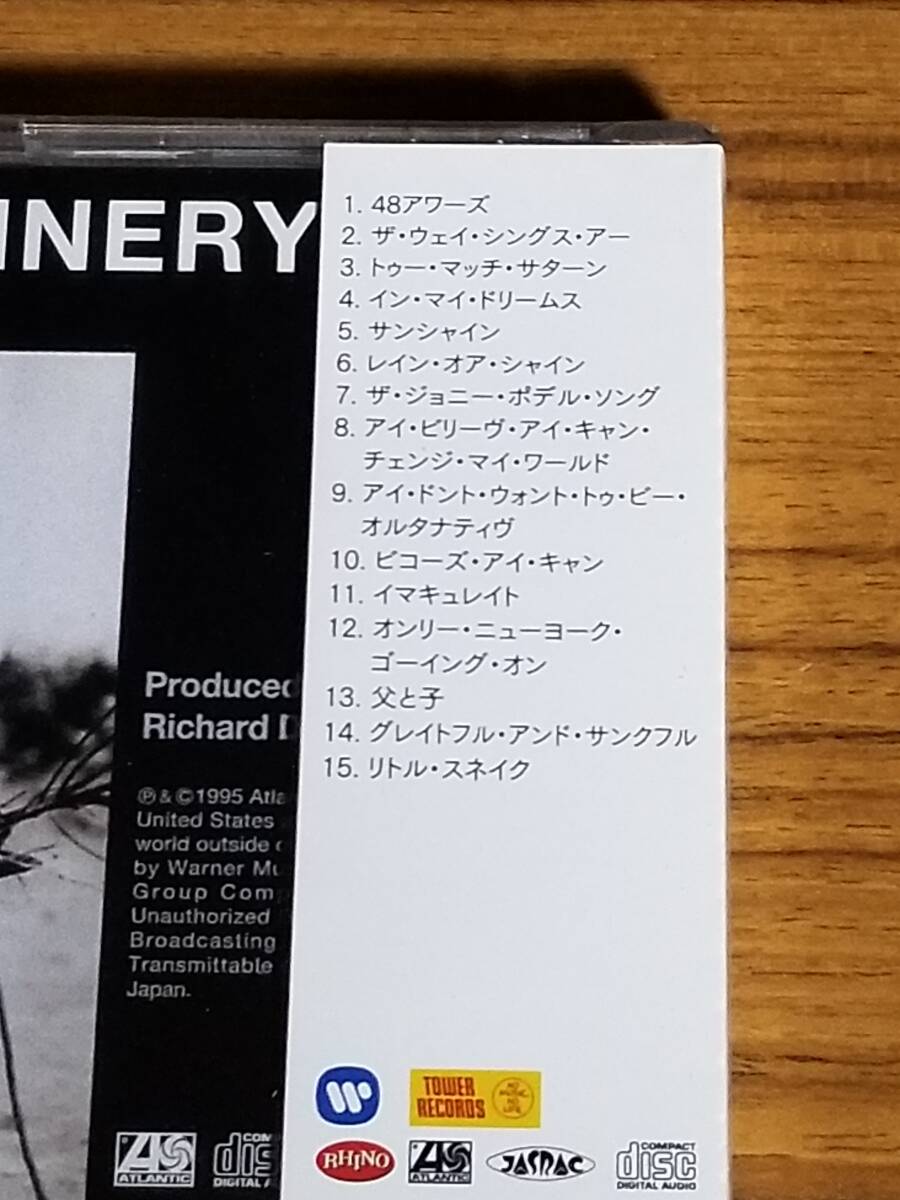 INERY
1. 48アワーズ
2. ザ・ウェイ・シングス・アー
3. トゥー・マッチ・サターン
4. イン・マイ・ドリームス
5. サンシャイン
6. レイン・オア・シャイン
7. ザ・ジョニー・ポデル・ソング
8. アイ・ビリーヴ・アイ・キャン・
チェンジ・マイ・ワールド
9. アイ・ドント・ウォント・トゥ・ビー・
オルタナティヴ
10. ビコーズ・アイ・キャン
11. イマキュレイト
12. オンリー・ニューヨーク・
ゴーイング・オン
13. 父と子
14. グレイトフル・アンド・サンクフル
15. リトル・スネイク
Produced
Richard D
℗&©1995 Atla
United States
world outside
by Warner Mu
Group Comp
Unauthorized
Broadcasting
Transmittable
Japan.
TOWER
RECORDS
NO
MUSIC,
NO
LIFE
ATLANTIC
COM
dis
DIGITAL A
RHINO
ATLANTIC
JASRAC
COMPACT
disc
DIGITAL AUDIO